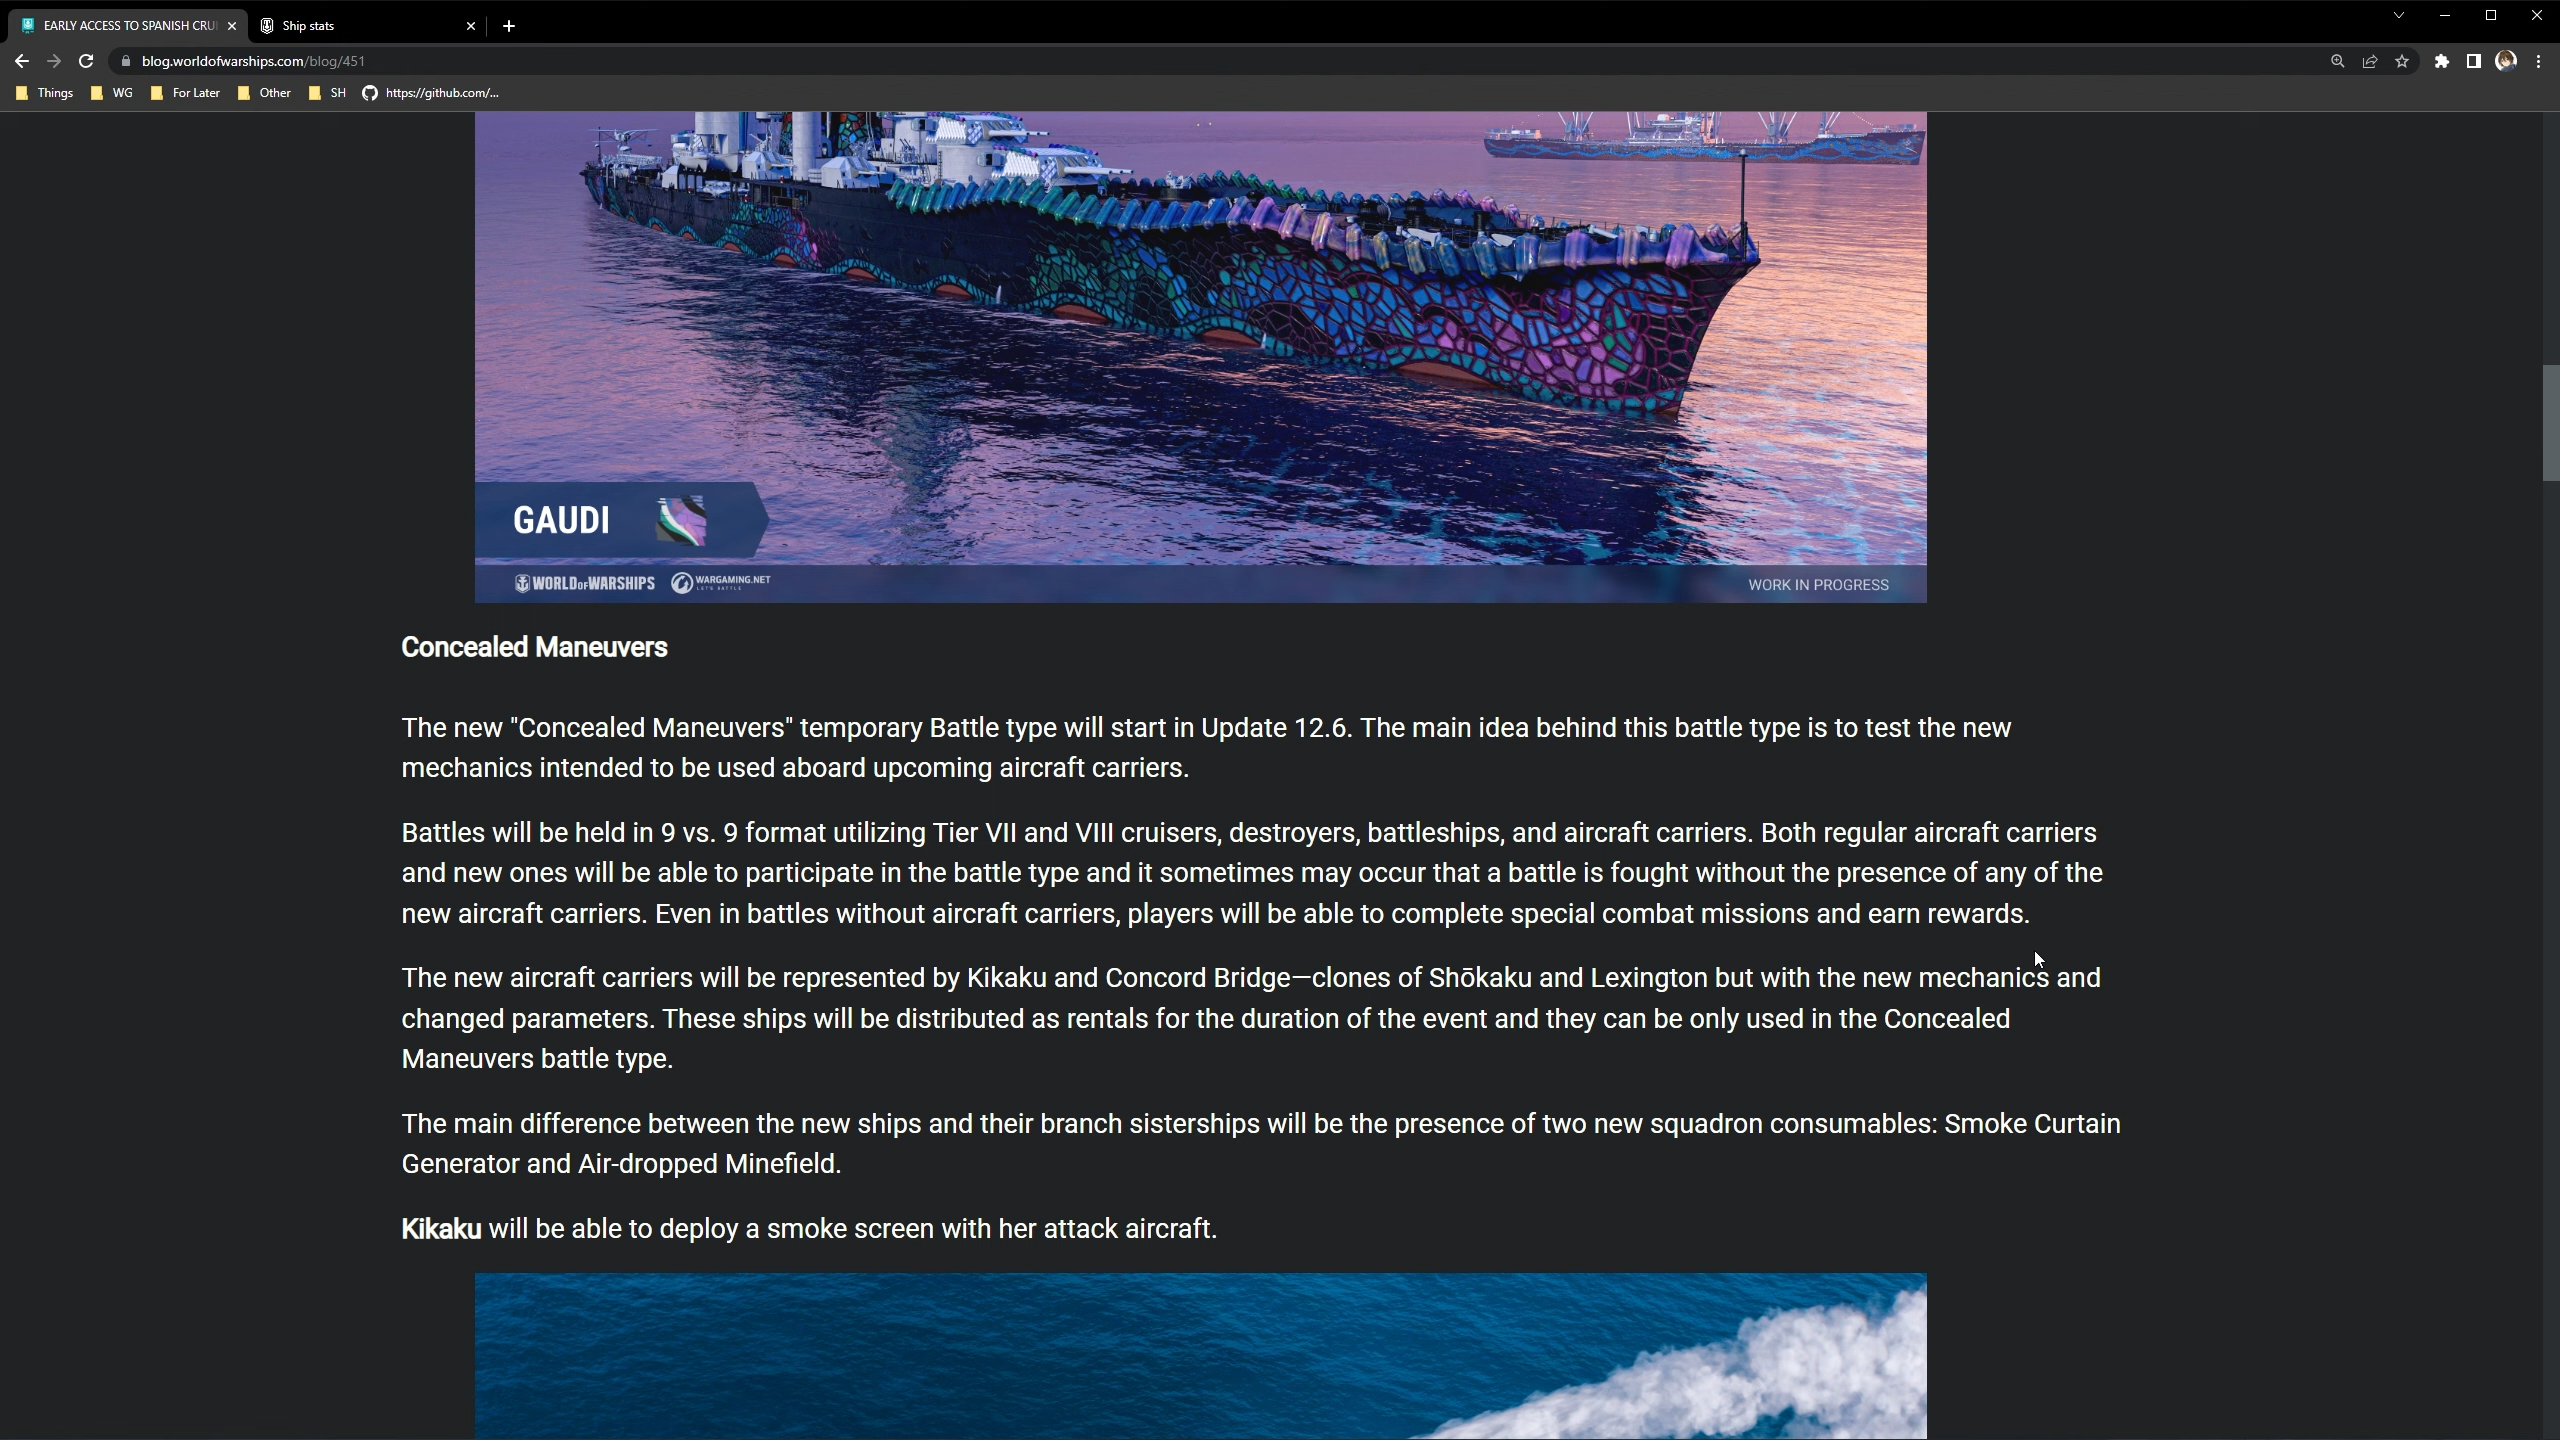 EARLY ACCESS TO SPANISH CRUI
Ship stats
blog.worldofwarships.com/blog/451
Things
WG
For Later
Other
SH
https://github.com/...
GAUDI
WORLD OF WARSHIPS
WARGAMING.NET
LET'S BATTLE
WORK IN PROGRESS
Concealed Maneuvers
The new "Concealed Maneuvers" temporary Battle type will start in Update 12.6. The main idea behind this battle type is to test the new
mechanics intended to be used aboard upcoming aircraft carriers.
Battles will be held in 9 vs. 9 format utilizing Tier VII and VIII cruisers, destroyers, battleships, and aircraft carriers. Both regular aircraft carriers
and new ones will be able to participate in the battle type and it sometimes may occur that a battle is fought without the presence of any of the
new aircraft carriers. Even in battles without aircraft carriers, players will be able to complete special combat missions and earn rewards.
The new aircraft carriers will be represented by Kikaku and Concord Bridge—clones of Shōkaku and Lexington but with the new mechanics and
changed parameters. These ships will be distributed as rentals for the duration of the event and they can be only used in the Concealed
Maneuvers battle type.
The main difference between the new ships and their branch sisterships will be the presence of two new squadron consumables: Smoke Curtain
Generator and Air-dropped Minefield.
Kikaku will be able to deploy a smoke screen with her attack aircraft.